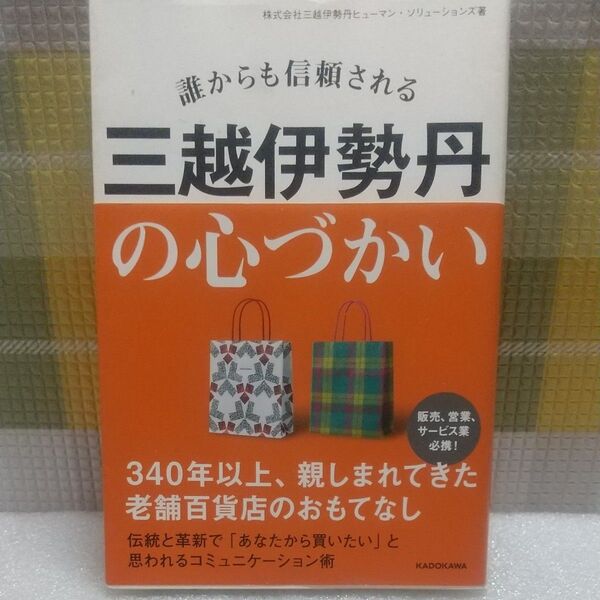 株式会社三越伊勢丹ヒューマン・ソリューションズ著
誰からも信頼される
三越伊勢丹
の心づかい
販売、営業、
サービス業
必携！
340年以上、親しまれてきた
老舗百貨店のおもてなし
伝統と革新で「あなたから買いたい」と
思われるコミュニケーション術
KADOKAWA